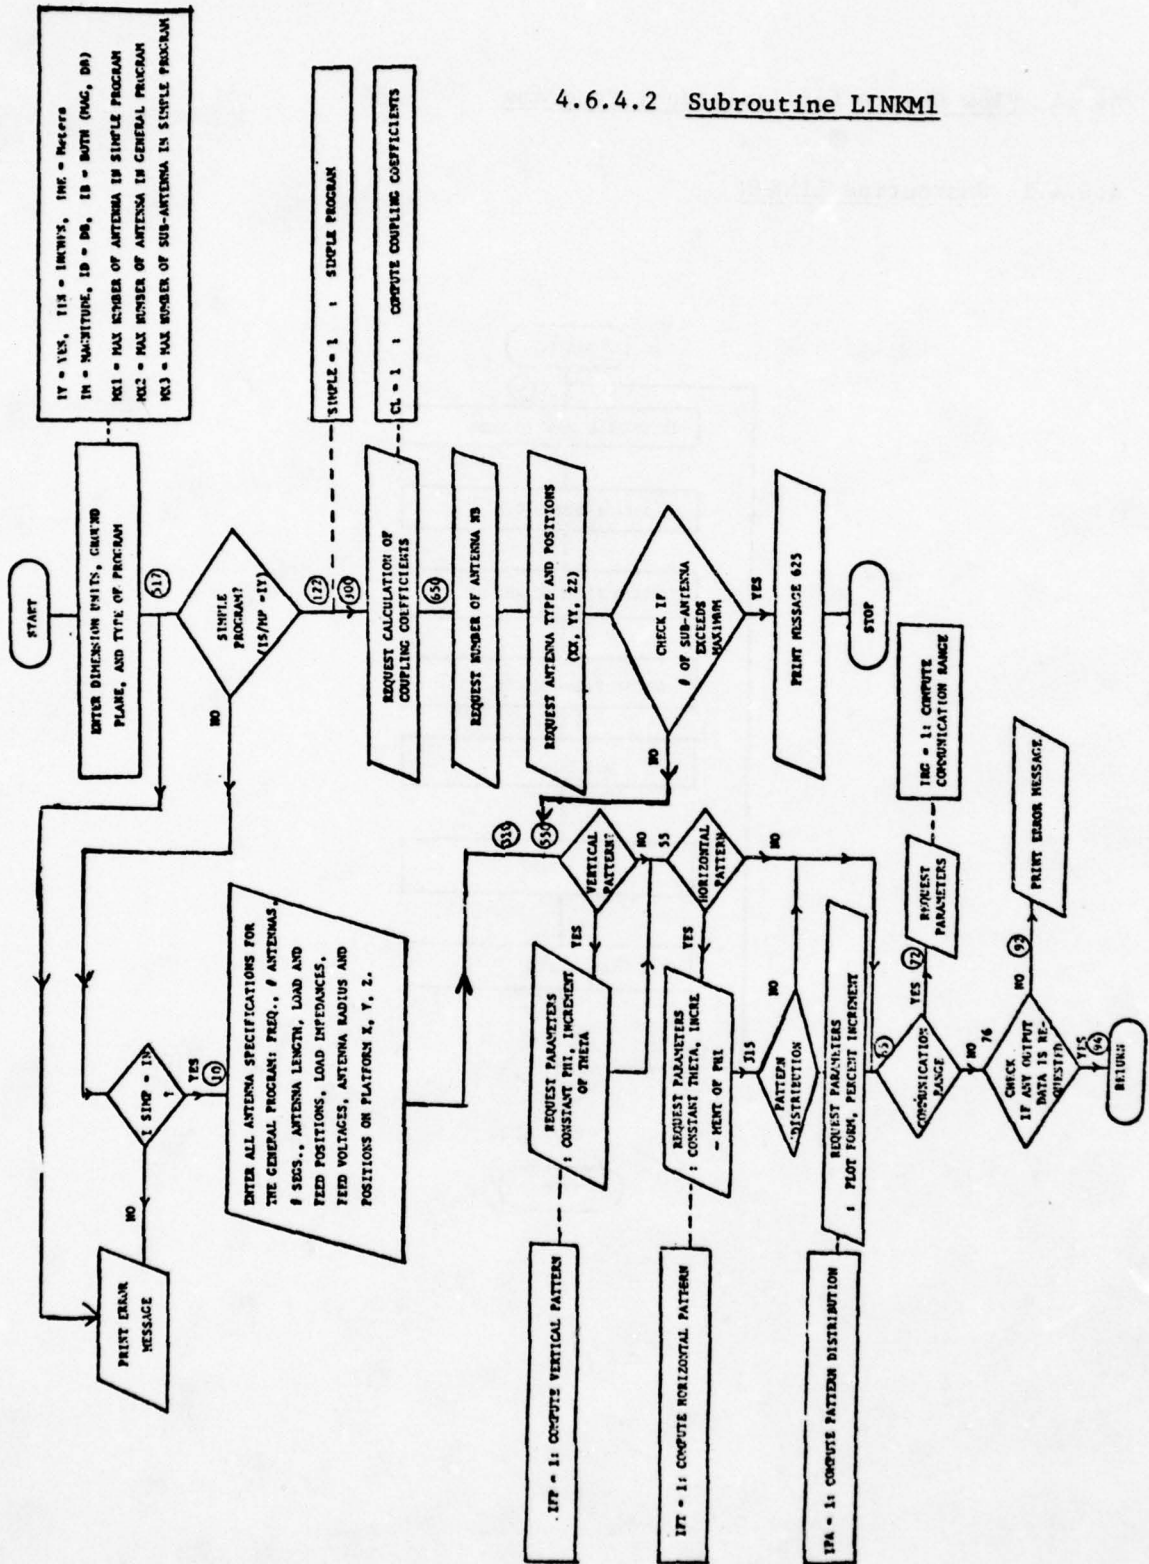 4.6.4.2 Subroutine LINKM1
START
ENTER DIMENSION UNITS, GROUND
PLANE, AND TYPE OF PROGRAM
IY = YES, IIN = INCHES, IME = Meters
IM = MAGNITUDE, ID = DB, IB = BOTH (MAG, DB)
MX1 = MAX NUMBER OF ANTENNA IN SIMPLE PROGRAM
MX2 = MAX NUMBER OF ANTENNA IN GENERAL PROGRAM
MX3 = MAX NUMBER OF SUB-ANTENNA IN SIMPLE PROGRAM
517
SIMPLE
PROGRAM?
(IS/MP =IY)
NO
127
SIMPLE = 1 : SIMPLE PROGRAM
300
REQUEST CALCULATION OF
COUPLING COEFFICIENTS
CL = 1 : COMPUTE COUPLING COEFFICIENTS
650
REQUEST NUMBER OF ANTENNA NB
REQUEST ANTENNA TYPE AND POSITIONS
(XX, YY, ZZ)
CHECK IF
# OF SUB-ANTENNA
EXCEEDS
MAXIMUM
NO
YES
PRINT MESSAGE 625
STOP
PRINT ERROR
MESSAGE
NO
I SIMP = IN
?
YES
10
ENTER ALL ANTENNA SPECIFICATIONS FOR
THE GENERAL PROGRAM: FREQ., # ANTENNAS,
# SEGS., ANTENNA LENGTH, LOAD AND
FEED POSITIONS, LOAD IMPEDANCES,
FEED VOLTAGES, ANTENNA RADIUS AND
POSITIONS ON PLATFORM X, Y, Z.
510
550
VERTICAL
PATTERN?
YES
NO
REQUEST PARAMETERS
: CONSTANT PHI, INCREMENT
OF THETA
IFP = 1: COMPUTE VERTICAL PATTERN
55
HORIZONTAL
PATTERN
YES
NO
REQUEST PARAMETERS
: CONSTANT THETA, INCRE
- MENT OF PHI
IFT = 1: COMPUTE HORIZONTAL PATTERN
315
PATTERN
DISTRIBUTION
NO
REQUEST PARAMETERS
: PLOT FORM, PERCENT INCREMENT
IPA = 1: COMPUTE PATTERN DISTRIBUTION
65
COMMUNICATION
RANGE
YES
72
REQUEST
PARAMETERS
IRG = 1: COMPUTE
COMMUNICATION RANGE
NO
76
CHECK
IF ANY OUTPUT
DATA IS RE-
QUESTED
NO
92
PRINT ERROR MESSAGE
YES
94
RETURN